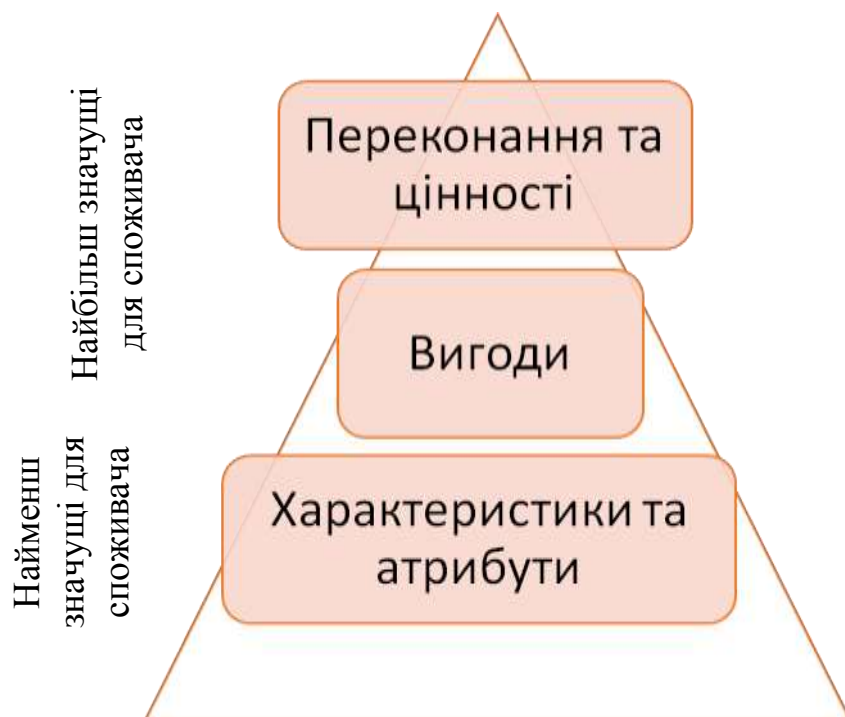 Найбільш значущі
для споживача
Найменш
значущі для
споживача
Переконання та
цінності
Вигоди
Характеристики та
атрибути